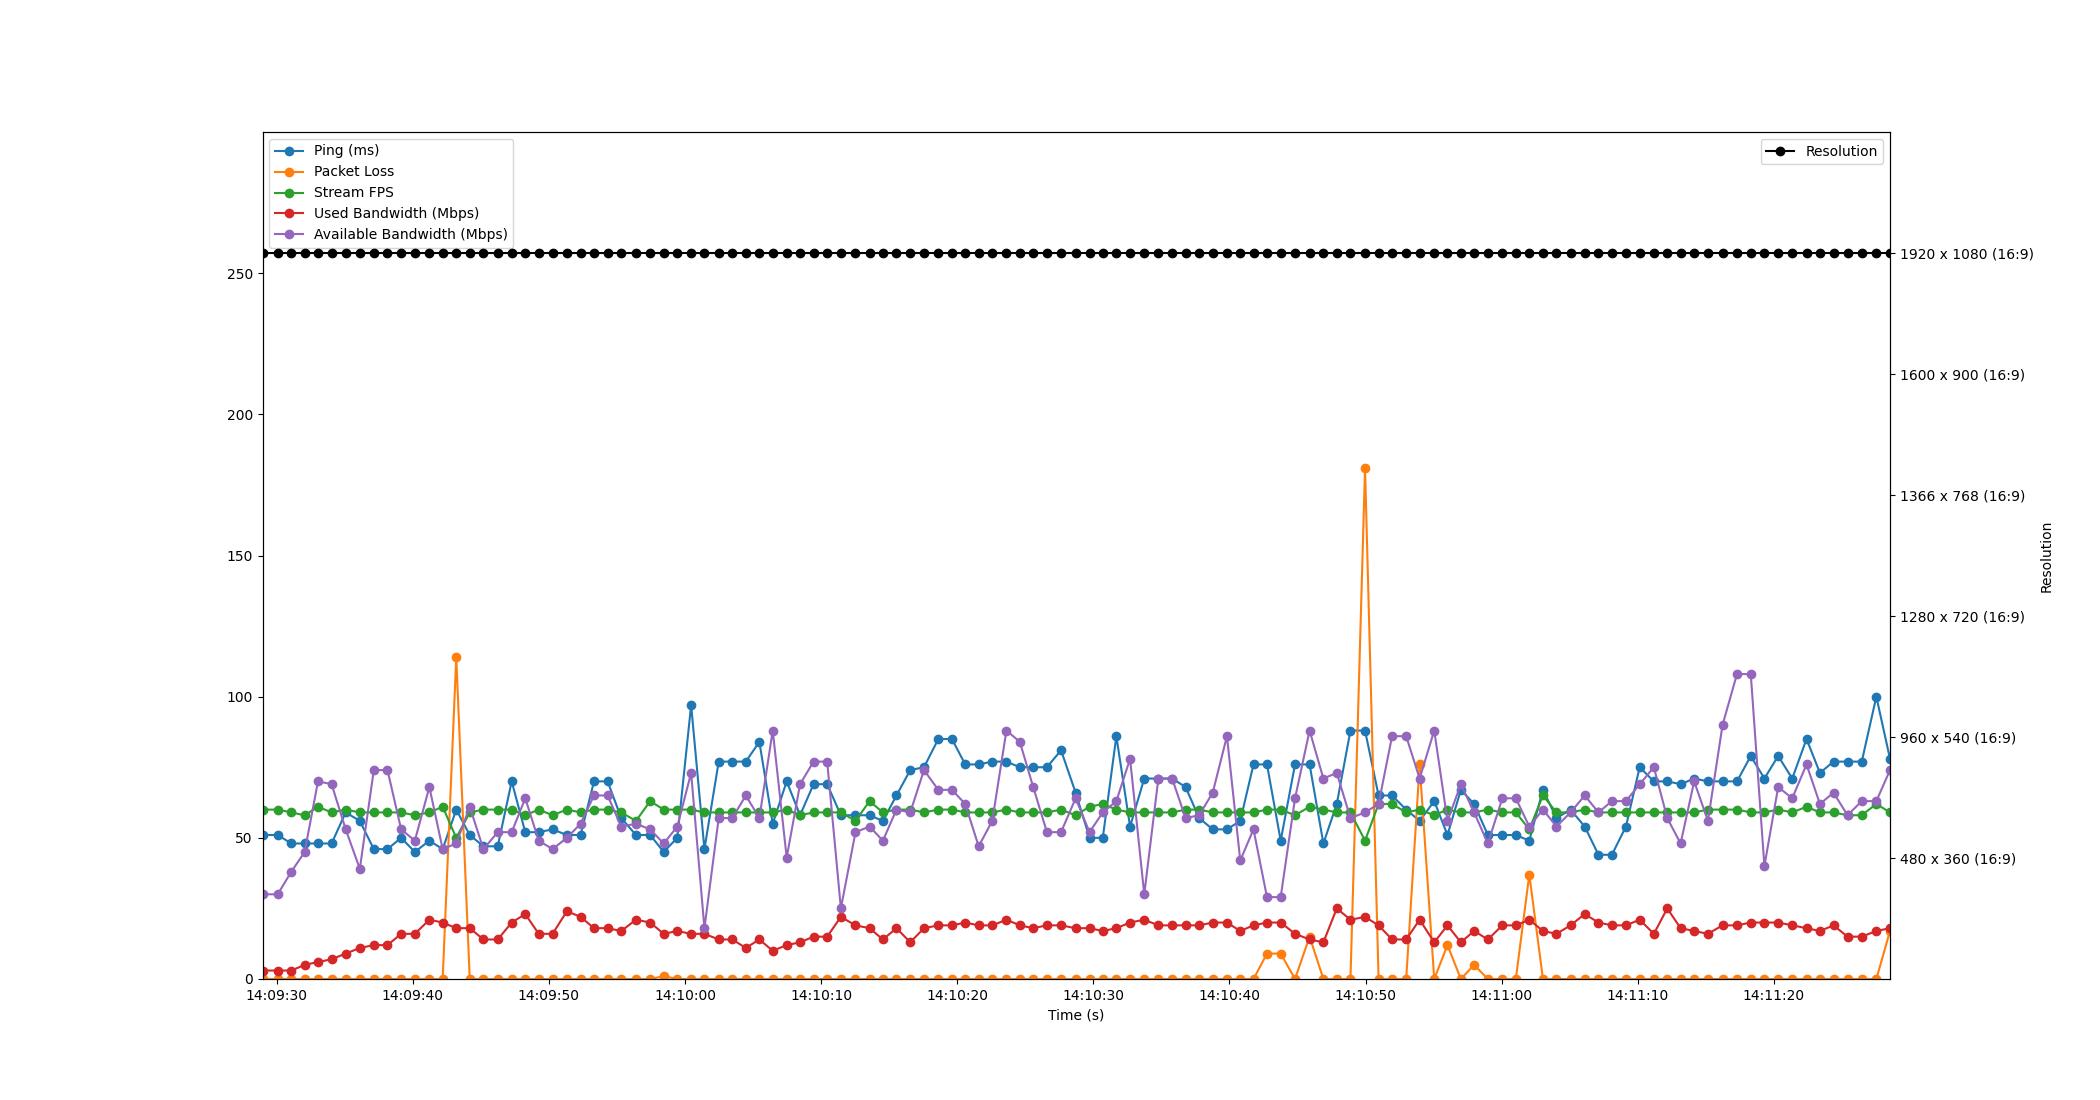 Ping (ms)
Packet Loss
Stream FPS
Used Bandwidth (Mbps)
Available Bandwidth (Mbps)
Resolution
250
200
150
100
50
0
1920 x 1080 (16:9)
1600 x 900 (16:9)
1366 x 768 (16:9)
1280 x 720 (16:9)
960 x 540 (16:9)
480 x 360 (16:9)
Resolution
14:09:30 14:09:40 14:09:50 14:10:00 14:10:10 14:10:20 14:10:30 14:10:40 14:10:50 14:11:00 14:11:10 14:11:20
Time (s)